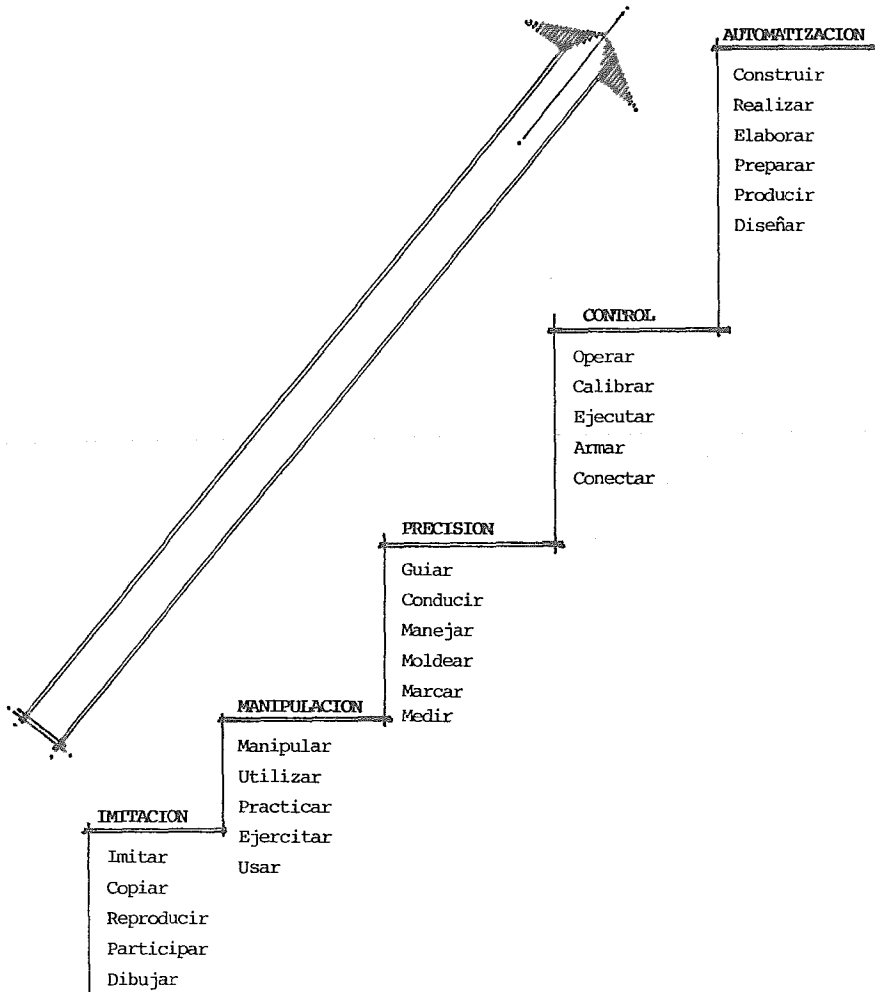 AUTOMATIZACION
Construir
Realizar
Elaborar
Preparar
Producir
Diseñar
CONTROL
Operar
Calibrar
Ejecutar
Armar
Conectar
PRECISION
Guiar
Conducir
Manejar
Moldear
Marcar
Medir
MANIPULACION
Manipular
Utilizar
Practicar
Ejercitar
Usar
IMITACION
Imitar
Copiar
Reproducir
Participar
Dibujar